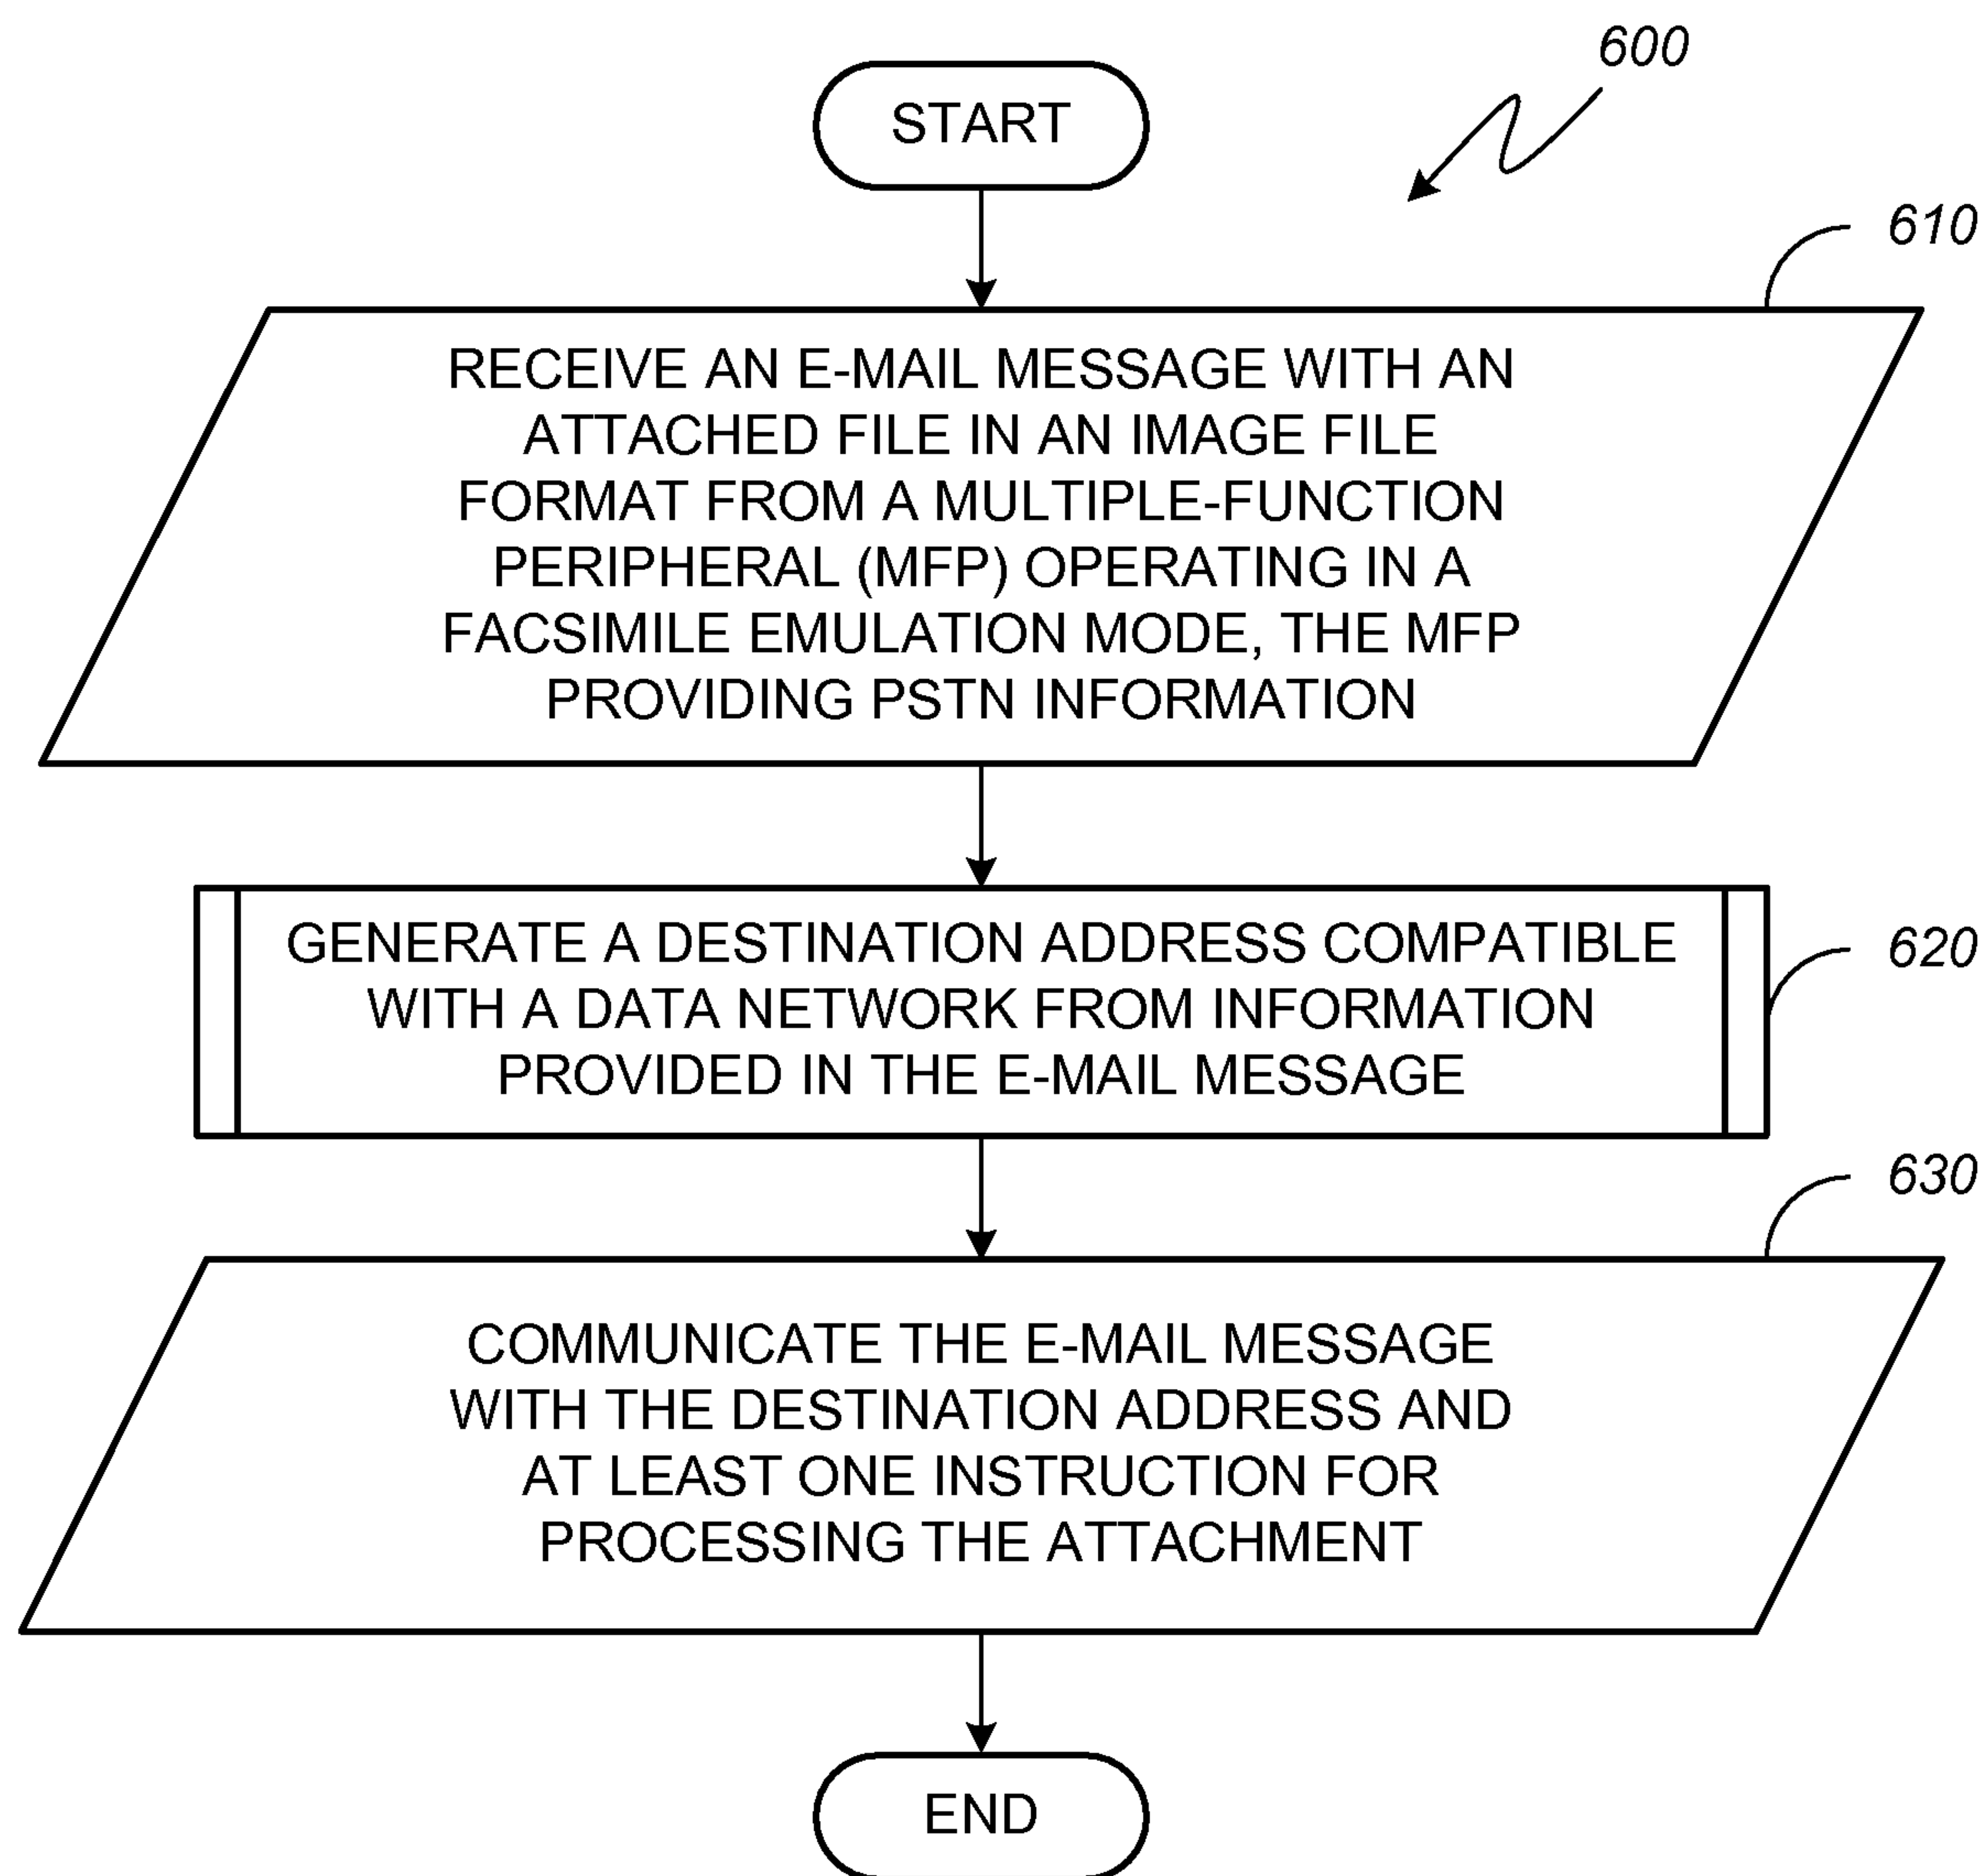 START
600
610
RECEIVE AN E-MAIL MESSAGE WITH AN
ATTACHED FILE IN AN IMAGE FILE
FORMAT FROM A MULTIPLE-FUNCTION
PERIPHERAL (MFP) OPERATING IN A
FACSIMILE EMULATION MODE, THE MFP
PROVIDING PSTN INFORMATION
620
GENERATE A DESTINATION ADDRESS COMPATIBLE
WITH A DATA NETWORK FROM INFORMATION
PROVIDED IN THE E-MAIL MESSAGE
630
COMMUNICATE THE E-MAIL MESSAGE
WITH THE DESTINATION ADDRESS AND
AT LEAST ONE INSTRUCTION FOR
PROCESSING THE ATTACHMENT
END